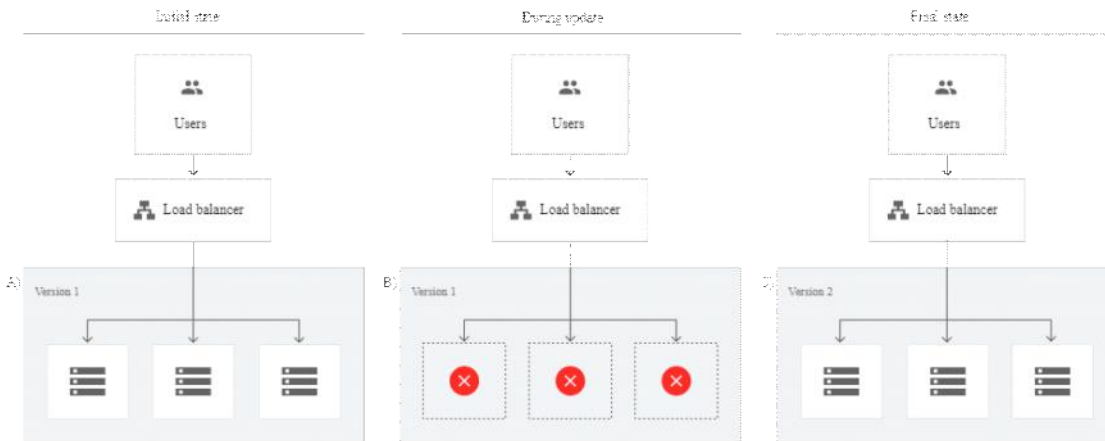 Initial state
During update
Final state
Users
Users
Users
Load balancer
Load balancer
Load balancer
A)
Version 1
B)
Version 1
Version 2